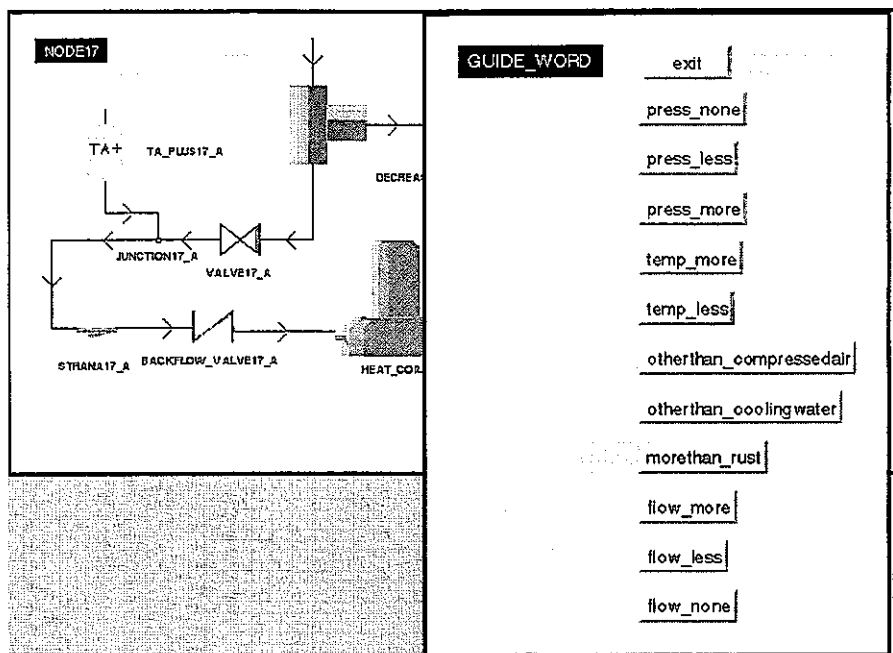 NODE17
TA+
TA_PLUS17_A
DECREAS
JUNCTION17_A
VALVE17_A
STRANA17_A
BACKFLOW_VALVE17_A
HEAT_COO
GUIDE_WORD
exit
press_none
press_less
press_more
temp_more
temp_less
otherthan_compressedair
otherthan_coolingwater
morethan_rust
flow_more
flow_less
flow_none